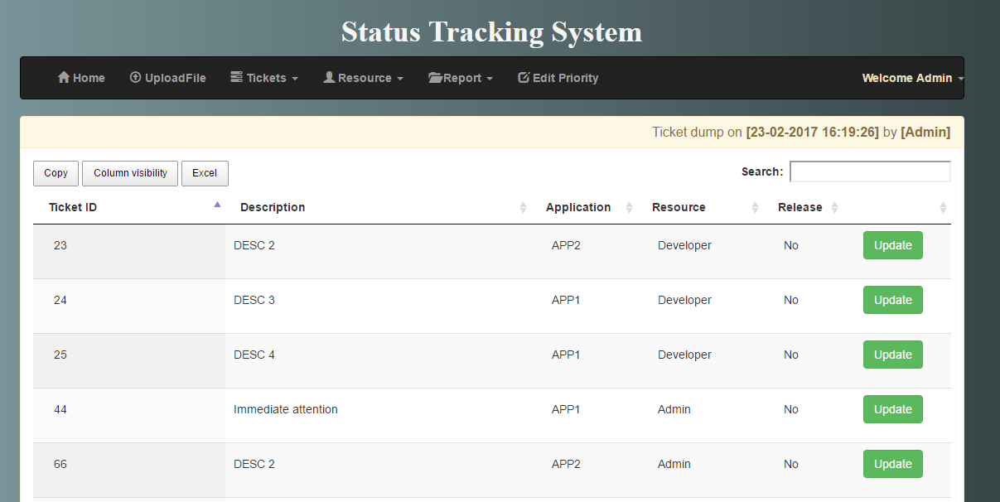 Status Tracking System
Home UploadFile Tickets Resource Report Edit Priority Welcome Admin
Ticket dump on [23-02-2017 16:19:26] by [Admin]
Copy Column visibility Excel Search:
Ticket ID Description Application Resource Release
23 DESC 2 APP2 Developer No Update
24 DESC 3 APP1 Developer No Update
25 DESC 4 APP1 Developer No Update
44 Immediate attention APP1 Admin No Update
66 DESC 2 APP2 Admin No Update